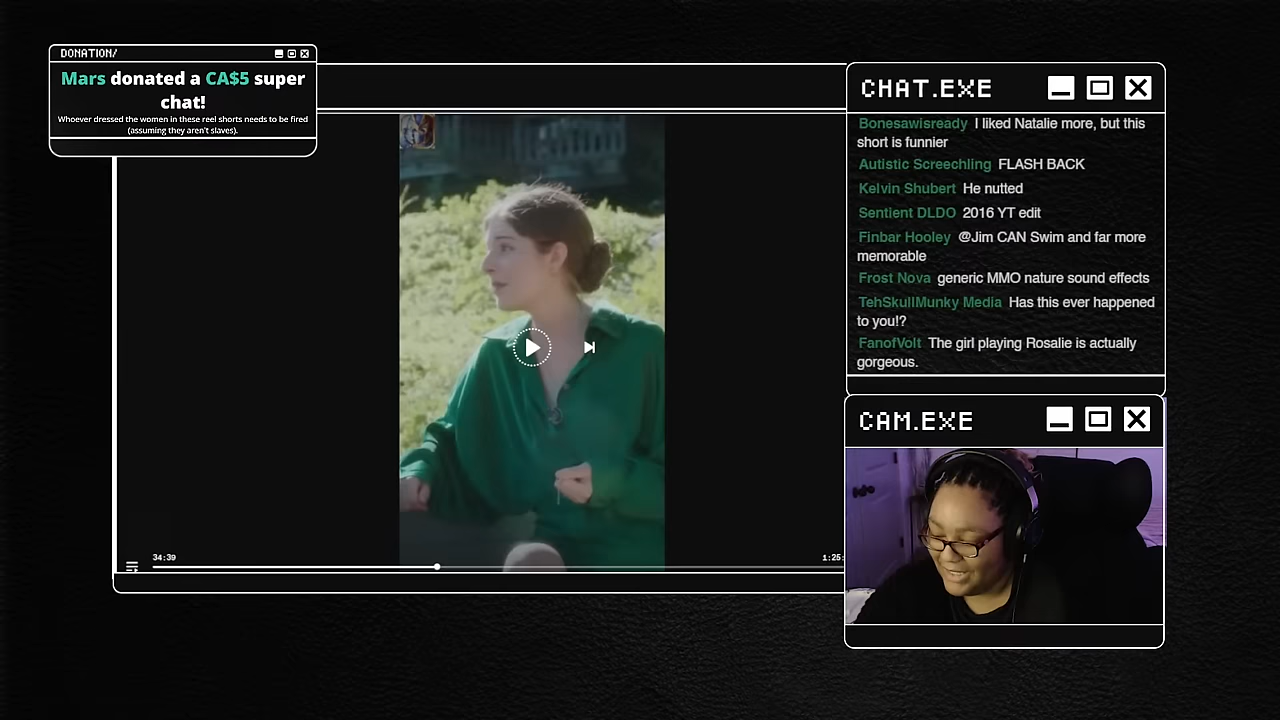 DONATION/
Mars donated a CA$5 super
chat!
Whoever dressed the women in these reel shorts needs to be fired
(assuming they aren't slaves).
CHAT.EXE
Bonesawisready I liked Natalie more, but this
short is funnier
Autistic Screechling FLASH BACK
Kelvin Shubert He nutted
Sentient DLDO 2016 YT edit
Finbar Hooley @Jim CAN Swim and far more
memorable
Frost Nova generic MMO nature sound effects
TehSkullMunky Media Has this ever happened
to you!?
FanofVolt The girl playing Rosalie is actually
gorgeous.
CAM.EXE
34:39
1:25: